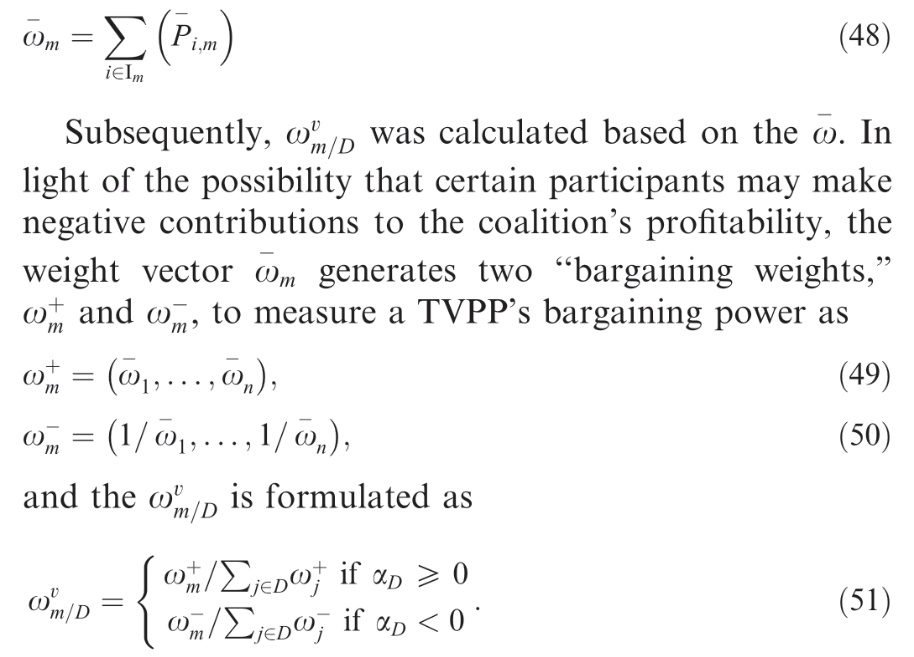 $\bar{\omega}_m = \sum_{i \in \mathrm{I}_m} \left( \bar{P}_{i,m} \right)$ (48)
Subsequently, $\omega^v_{m/D}$ was calculated based on the $\bar{\omega}$. In
light of the possibility that certain participants may make
negative contributions to the coalition's profitability, the
weight vector $\bar{\omega}_m$ generates two “bargaining weights,”
$\omega^+_m$ and $\omega^-_m$, to measure a TVPP's bargaining power as
$\omega^+_m = (\bar{\omega}_1, \ldots, \bar{\omega}_n),$ (49)
$\omega^-_m = (1/\bar{\omega}_1, \ldots, 1/\bar{\omega}_n),$ (50)
and the $\omega^v_{m/D}$ is formulated as
$\omega^v_{m/D} = \begin{cases} \omega^+_m / \sum_{j \in D} \omega^+_j \text{ if } \alpha_D \geqslant 0 \\ \omega^-_m / \sum_{j \in D} \omega^-_j \text{ if } \alpha_D < 0 \end{cases}.$ (51)